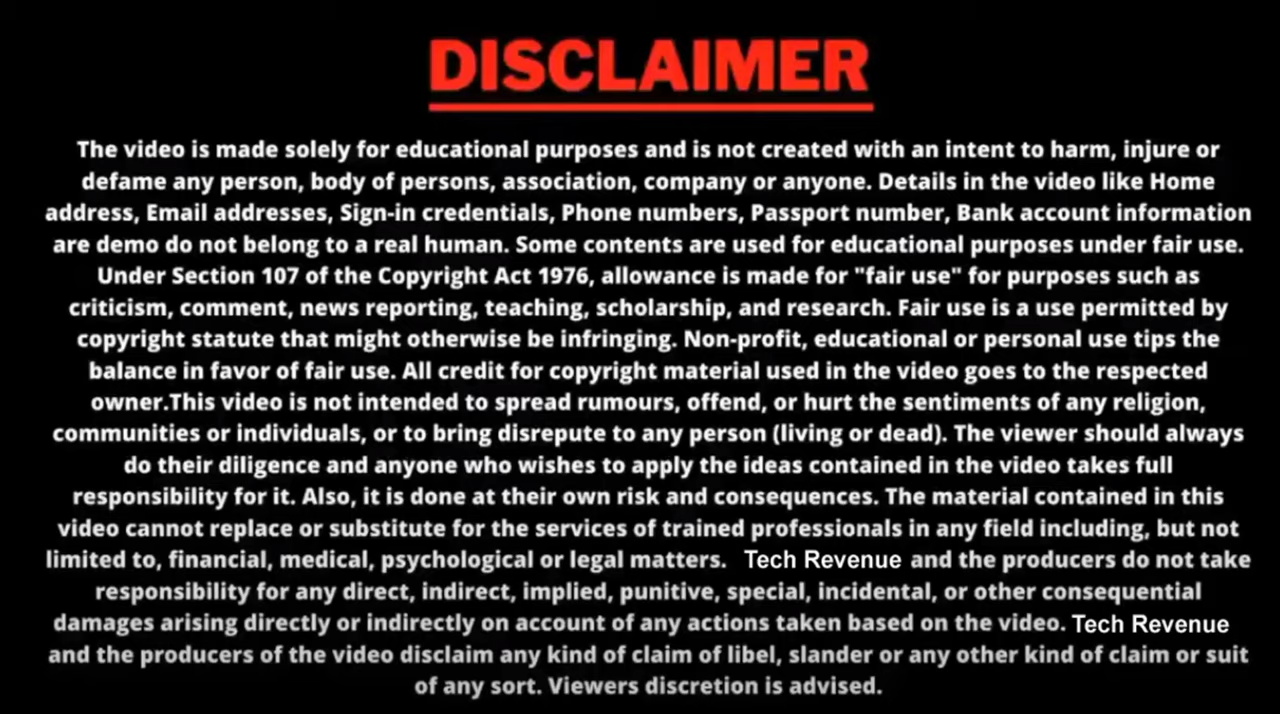 DISCLAIMER
The video is made solely for educational purposes and is not created with an intent to harm, injure or
defame any person, body of persons, association, company or anyone. Details in the video like Home
address, Email addresses, Sign-in credentials, Phone numbers, Passport number, Bank account information
are demo do not belong to a real human. Some contents are used for educational purposes under fair use.
Under Section 107 of the Copyright Act 1976, allowance is made for "fair use" for purposes such as
criticism, comment, news reporting, teaching, scholarship, and research. Fair use is a use permitted by
copyright statute that might otherwise be infringing. Non-profit, educational or personal use tips the
balance in favor of fair use. All credit for copyright material used in the video goes to the respected
owner.This video is not intended to spread rumours, offend, or hurt the sentiments of any religion,
communities or individuals, or to bring disrepute to any person (living or dead). The viewer should always
do their diligence and anyone who wishes to apply the ideas contained in the video takes full
responsibility for it. Also, it is done at their own risk and consequences. The material contained in this
video cannot replace or substitute for the services of trained professionals in any field including, but not
limited to, financial, medical, psychological or legal matters. Tech Revenue and the producers do not take
responsibility for any direct, indirect, implied, punitive, special, incidental, or other consequential
damages arising directly or indirectly on account of any actions taken based on the video. Tech Revenue
and the producers of the video disclaim any kind of claim of libel, slander or any other kind of claim or suit
of any sort. Viewers discretion is advised.